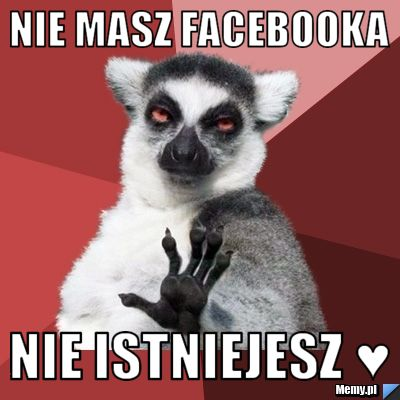 NIE MASZ FACEBOOKA
NIE ISTNIEJESZ ♥
Memy.pl